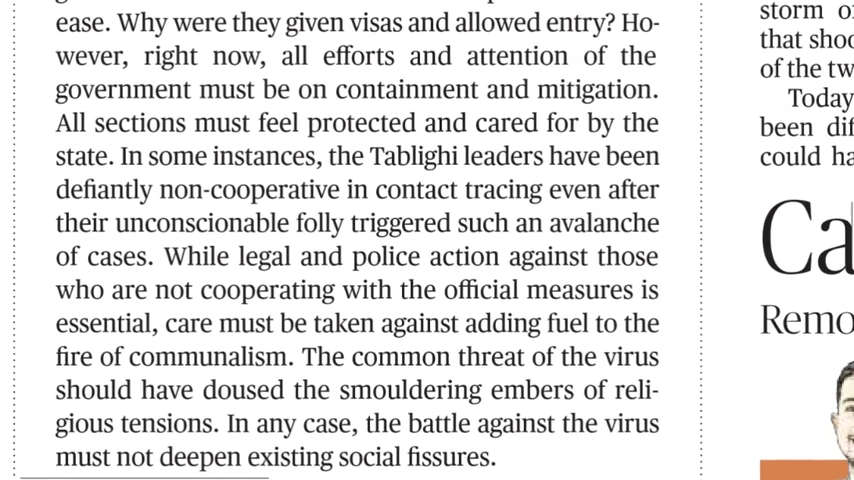 ease. Why were they given visas and allowed entry? Ho-
wever, right now, all efforts and attention of the
government must be on containment and mitigation.
All sections must feel protected and cared for by the
state. In some instances, the Tablighi leaders have been
defiantly non-cooperative in contact tracing even after
their unconscionable folly triggered such an avalanche
of cases. While legal and police action against those
who are not cooperating with the official measures is
essential, care must be taken against adding fuel to the
fire of communalism. The common threat of the virus
should have doused the smouldering embers of reli-
gious tensions. In any case, the battle against the virus
must not deepen existing social fissures.
storm
that
of the
Today
been
could